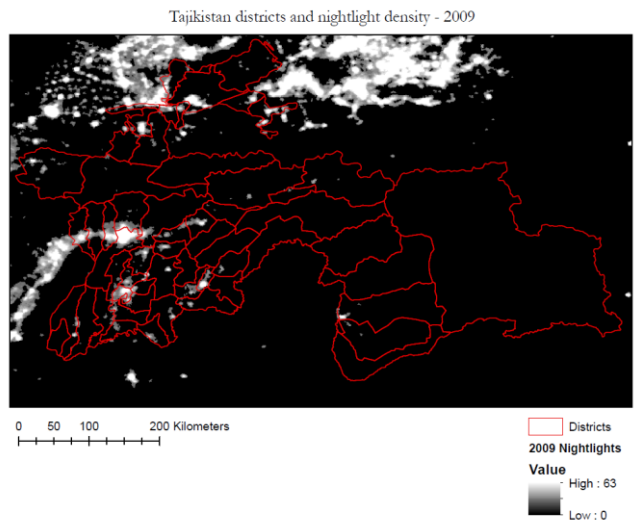 Tajikistan districts and nightlight density - 2009
0 50 100 200 Kilometers
Districts
2009 Nightlights
Value
High : 63
Low : 0